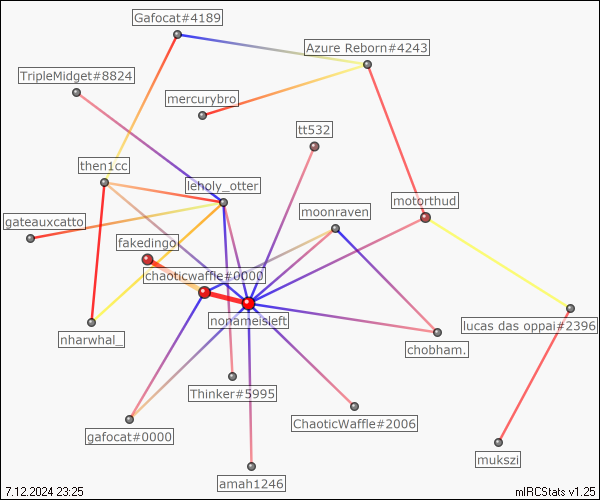 Gafocat#4189
Azure Reborn#4243
TripleMidget#8824
mercurybro
tt532
then1cc
leholy_otter
motorthud
moonraven
gateauxcatto
fakedingo
chaoticwaffle#0000
nonameisleft
lucas das oppai#2396
nharwhal_
chobham.
Thinker#5995
ChaoticWaffle#2006
gafocat#0000
mukszi
amah1246
7.12.2024 23:25
mIRCStats v1.25